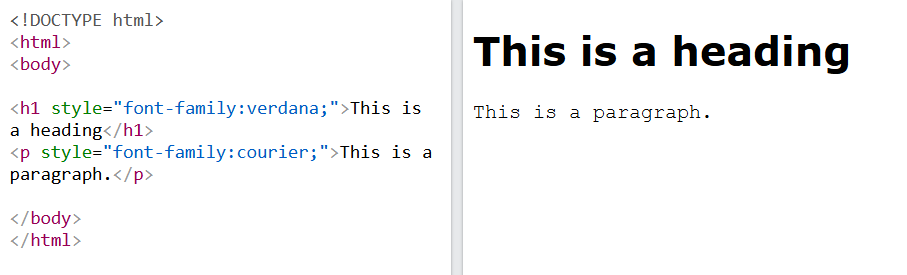 <!DOCTYPE html>
<html>
<body>
<h1 style="font-family:verdana;">This is
a heading</h1>
<p style="font-family:courier;">This is a
paragraph.</p>
</body>
</html>
This is a heading
This is a paragraph.